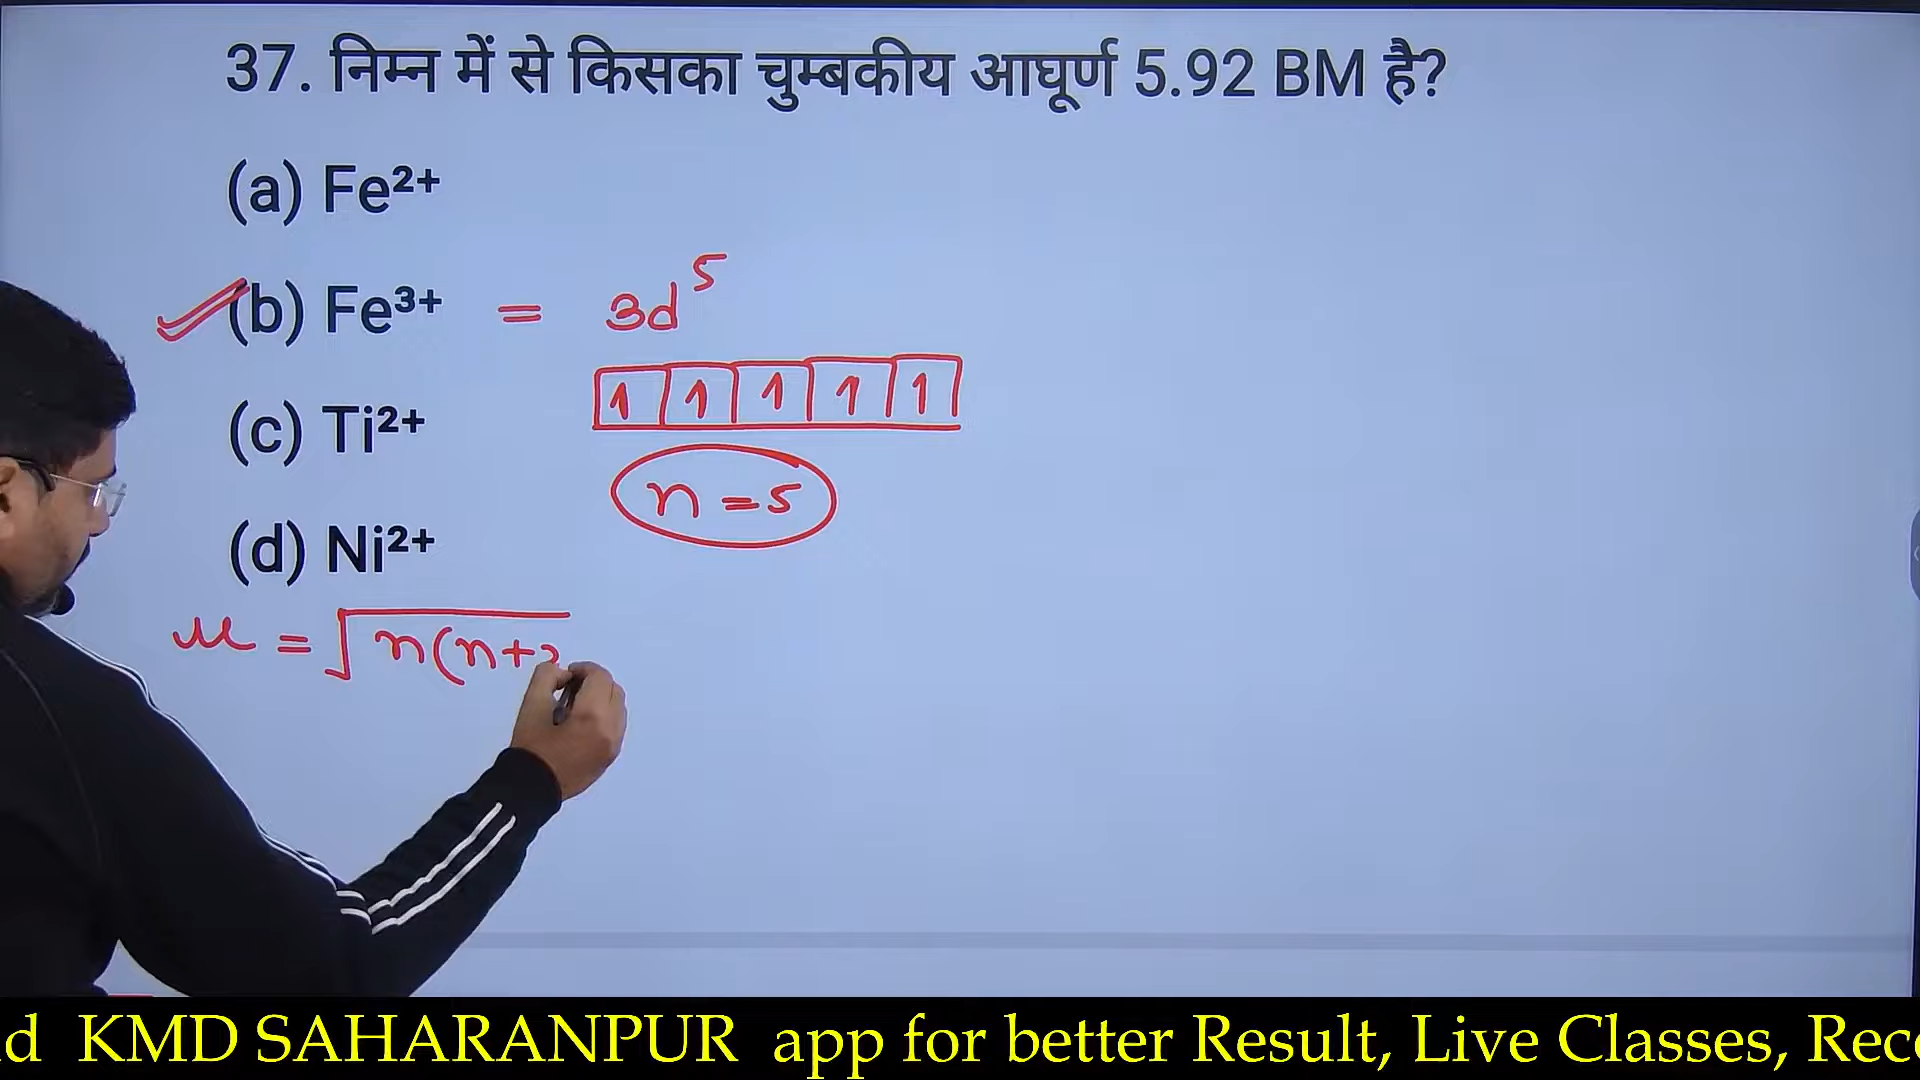 37. निम्न में से किसका चुम्बकीय आघूर्ण 5.92 BM है?
(a) Fe²⁺
(b) Fe³⁺ = 3d⁵
1 1 1 1 1
(c) Ti²⁺
n = 5
(d) Ni²⁺
μ = √n(n+2
d KMD SAHARANPUR app for better Result, Live Classes, Rec